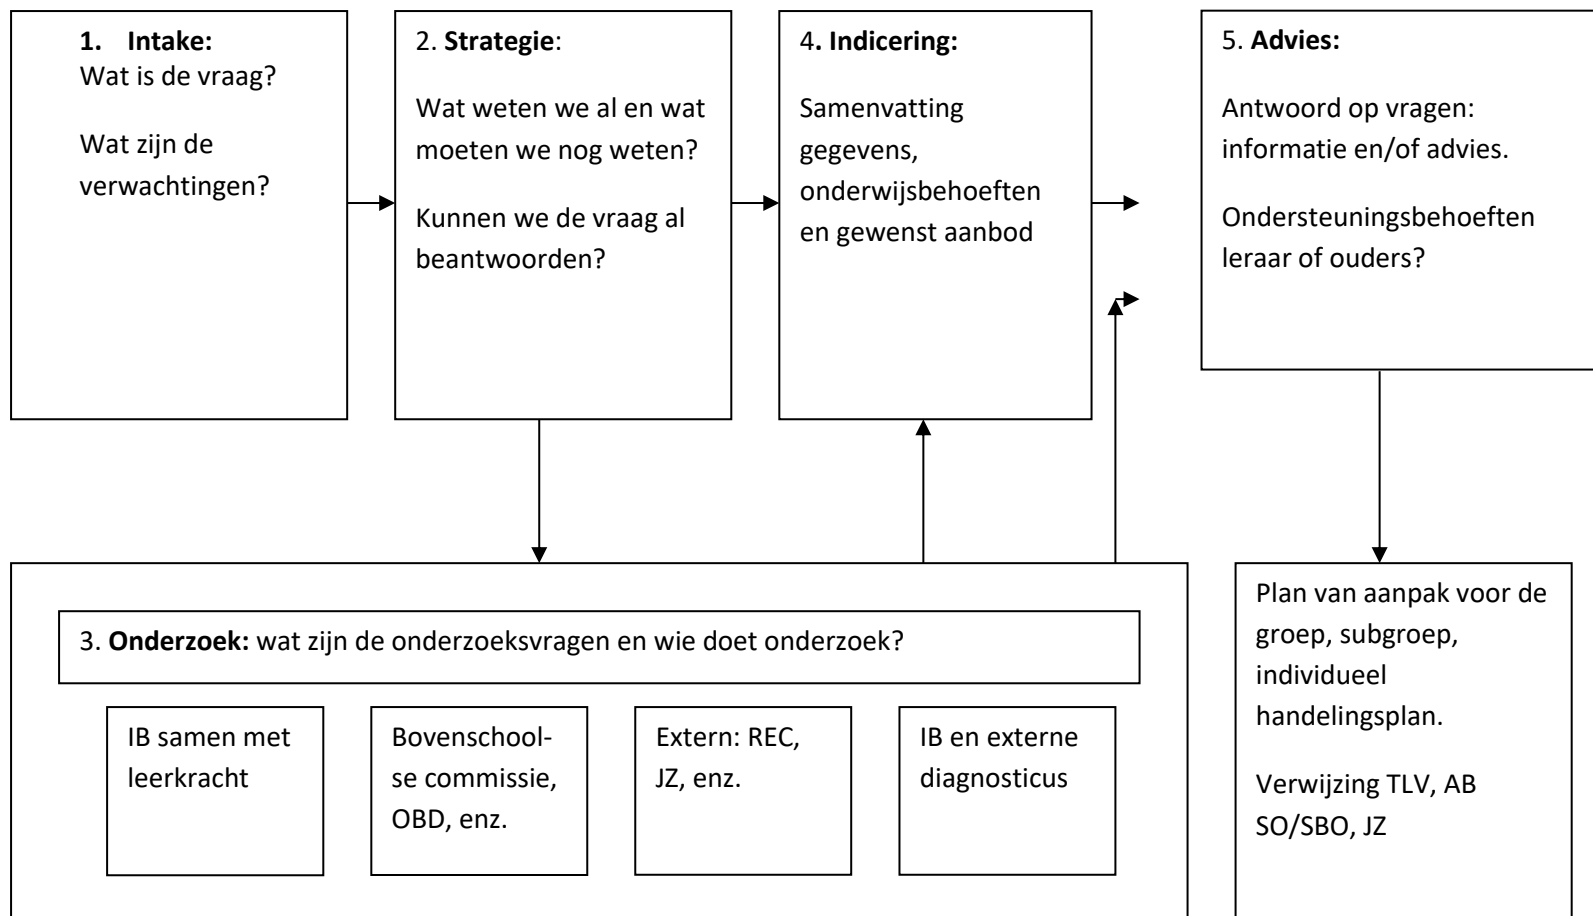 1. Intake:
Wat is de vraag?
Wat zijn de
verwachtingen?
2. Strategie:
Wat weten we al en wat
moeten we nog weten?
Kunnen we de vraag al
beantwoorden?
4. Indicering:
Samenvatting
gegevens,
onderwijsbehoeften
en gewenst aanbod
5. Advies:
Antwoord op vragen:
informatie en/of advies.
Ondersteuningsbehoeften
leraar of ouders?
3. Onderzoek: wat zijn de onderzoeksvragen en wie doet onderzoek?
IB samen met
leerkracht
Bovenschool-
se commissie,
OBD, enz.
Extern: REC,
JZ, enz.
IB en externe
diagnosticus
Plan van aanpak voor de
groep, subgroep,
individueel
handelingsplan.
Verwijzing TLV, AB
SO/SBO, JZ